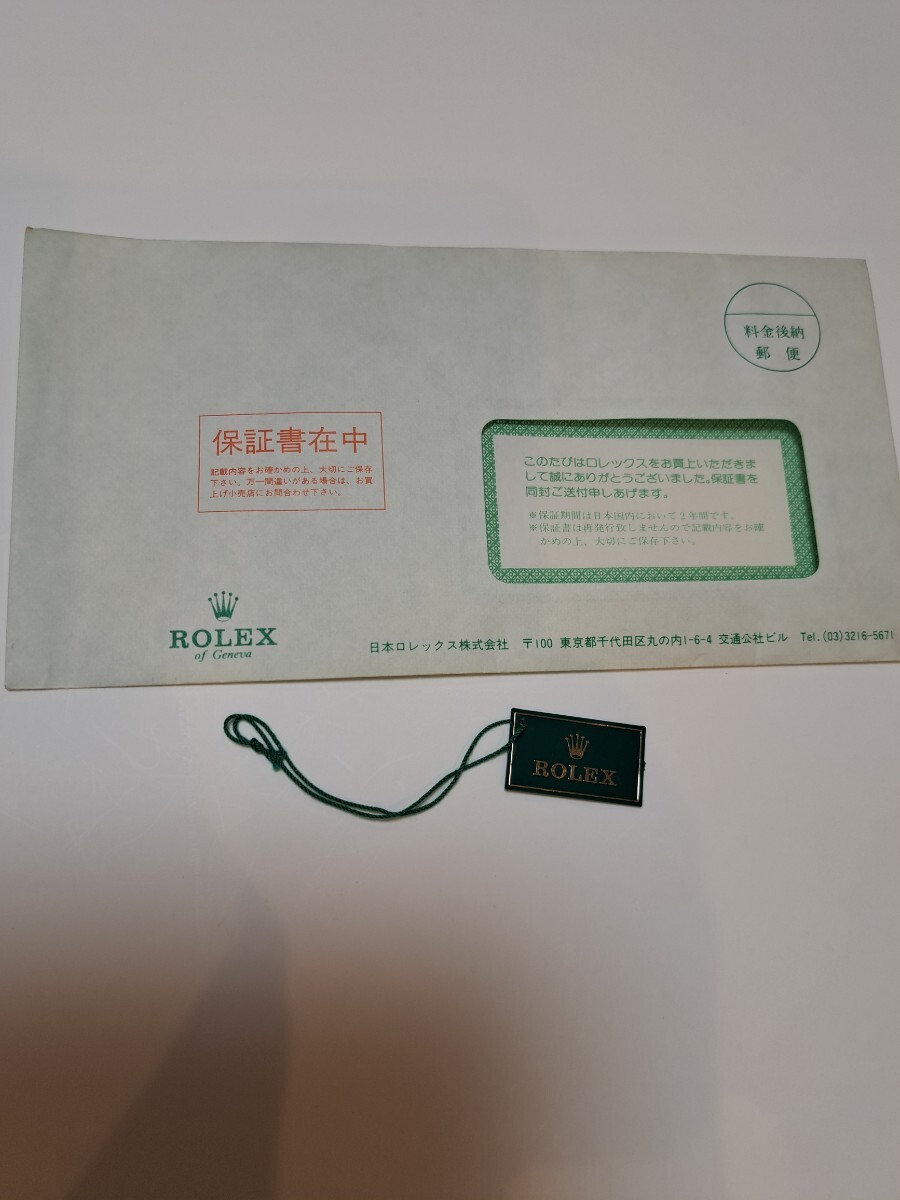 料金後納
郵便
保証書在中
記載内容をお確かめの上、大切にご保存
下さい。万一間違いがある場合は、お買
上げ小売店にお問合わせ下さい。
このたびはロレックスをお買上いただきま
して誠にありがとうございました。保証書を
同封ご送付申しあげます。
※保証期間は日本国内において2年間です。
※保証書は再発行致しませんので記載内容をお確
かめの上、大切にご保存下さい。
ROLEX
of Geneva
日本ロレックス株式会社 〒100 東京都千代田区丸の内1-6-4 交通公社ビル Tel.(03)3216-5671
ROLEX